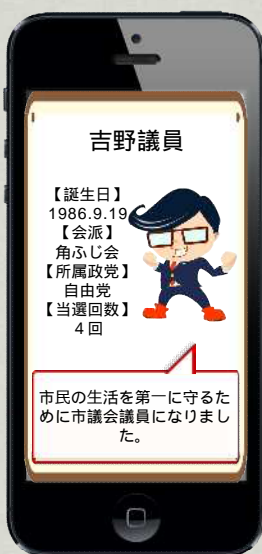 吉野議員
【誕生日】
1986.9.19
【会派】
角ふじ会
【所属政党】
自由党
【当選回数】
4回
市民の生活を第一に守るた
めに市議会議員になりまし
た。